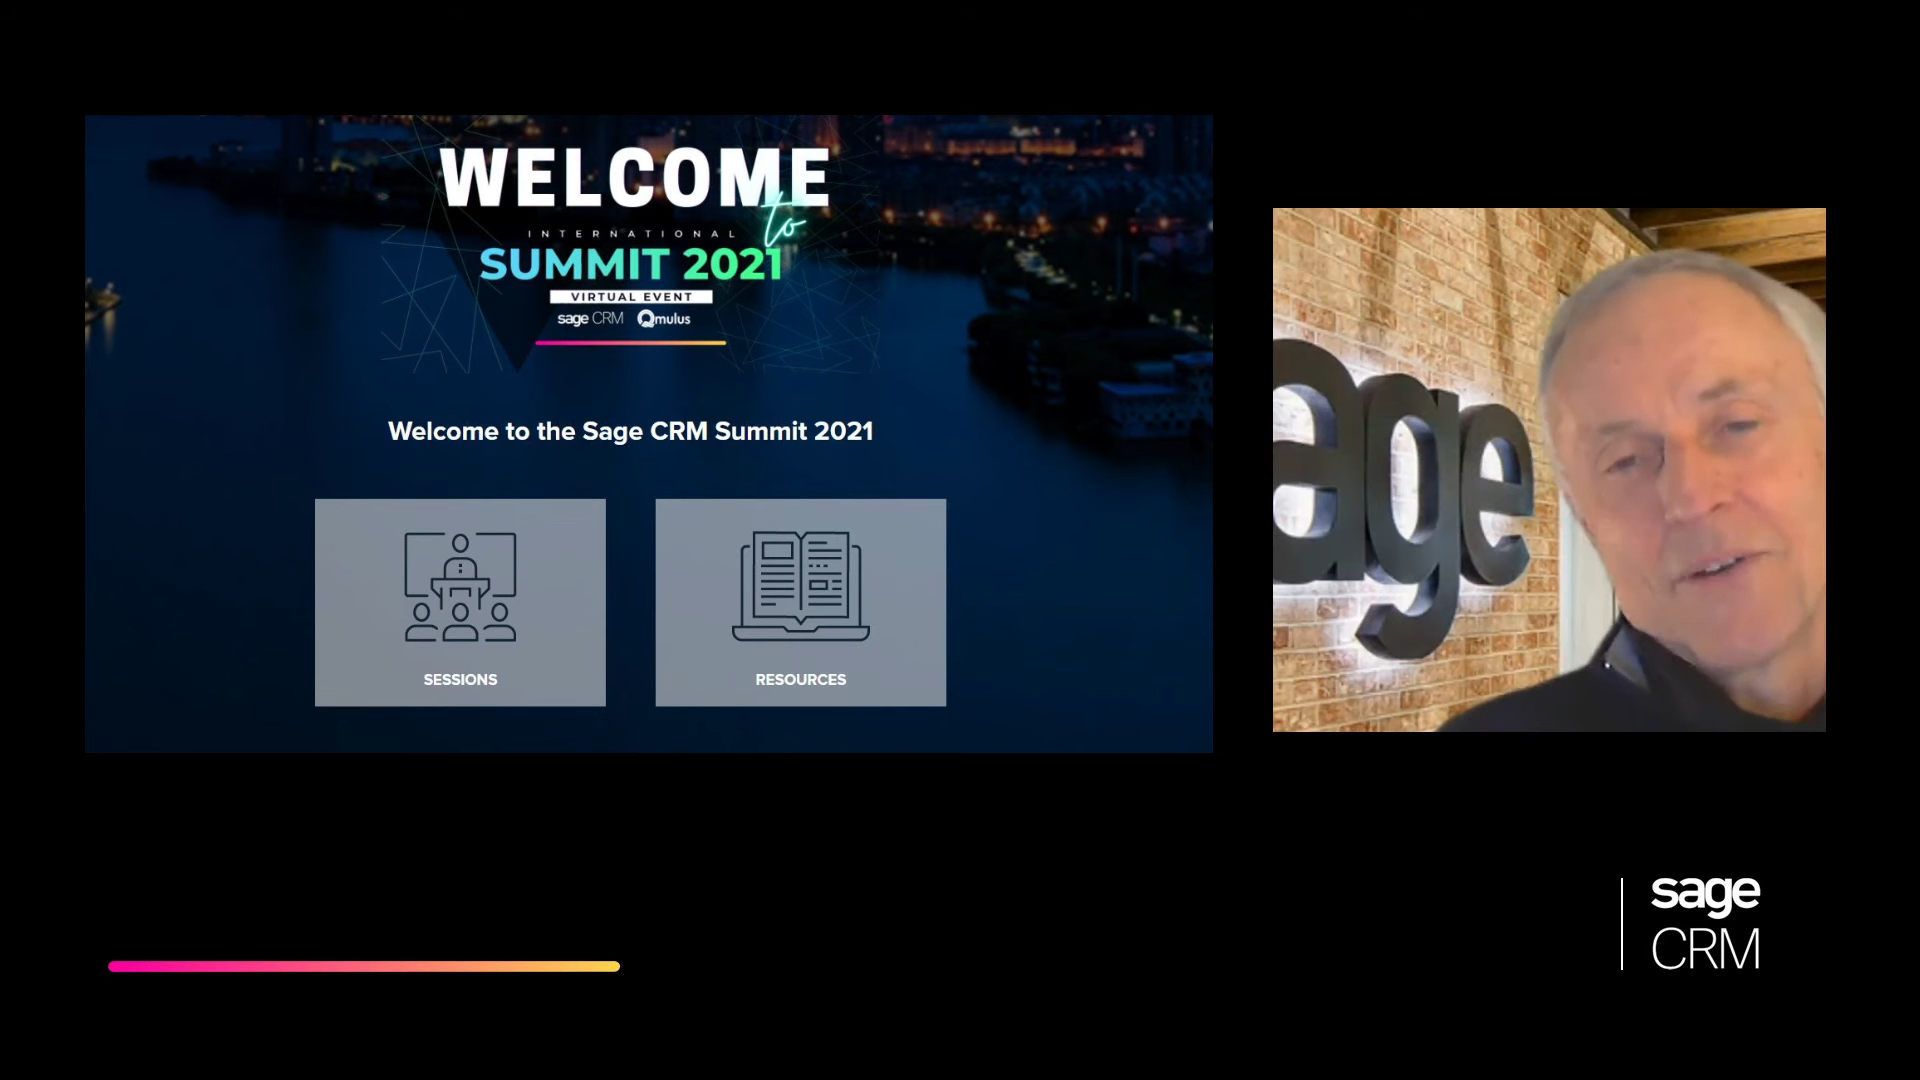 WELCOME
to
INTERNATIONAL
SUMMIT 2021
VIRTUAL EVENT
sage CRM Qmulus
Welcome to the Sage CRM Summit 2021
SESSIONS
RESOURCES
age
sage
CRM